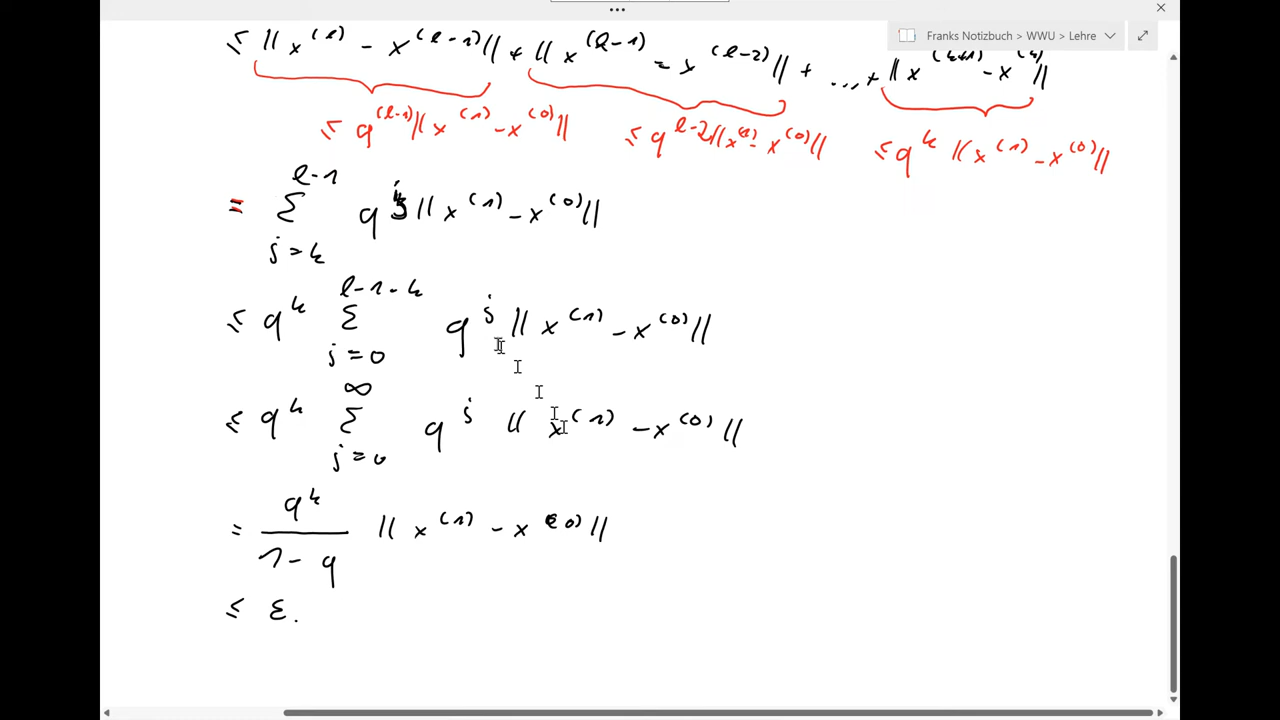 Franks Notizbuch > WWU > Lehre
≤ ||x^(l) - x^(l-1)|| + ||x^(l-1) - x^(l-2)|| + ... + ||x^(k+1) - x^(k)||
≤ q^(l-1) ||x^(1) - x^(0)|| ≤ q^l-2 ||x^(1) - x^(0)|| ≤ q^k ||x^(1) - x^(0)||
= Σ_{j=k}^{l-1} q^j ||x^(1) - x^(0)||
≤ q^k Σ_{j=0}^{l-1-k} q^j ||x^(1) - x^(0)||
≤ q^k Σ_{j=0}^{∞} q^j ||x^(1) - x^(0)||
= q^k / (1 - q) ||x^(1) - x^(0)||
≤ ε.